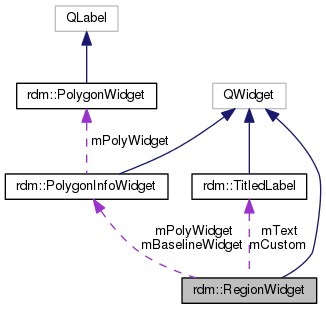 QLabel
rdm::PolygonWidget
QWidget
mPolyWidget
rdm::PolygonInfoWidget
rdm::TitledLabel
mPolyWidget
mBaselineWidget
mText
mCustom
rdm::RegionWidget